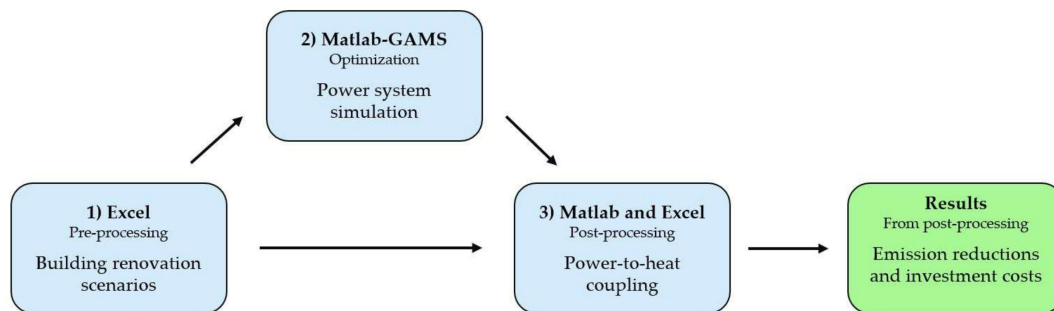 2) Matlab-GAMS
Optimization
Power system
simulation
1) Excel
Pre-processing
Building renovation
scenarios
3) Matlab and Excel
Post-processing
Power-to-heat
coupling
Results
From post-processing
Emission reductions
and investment costs